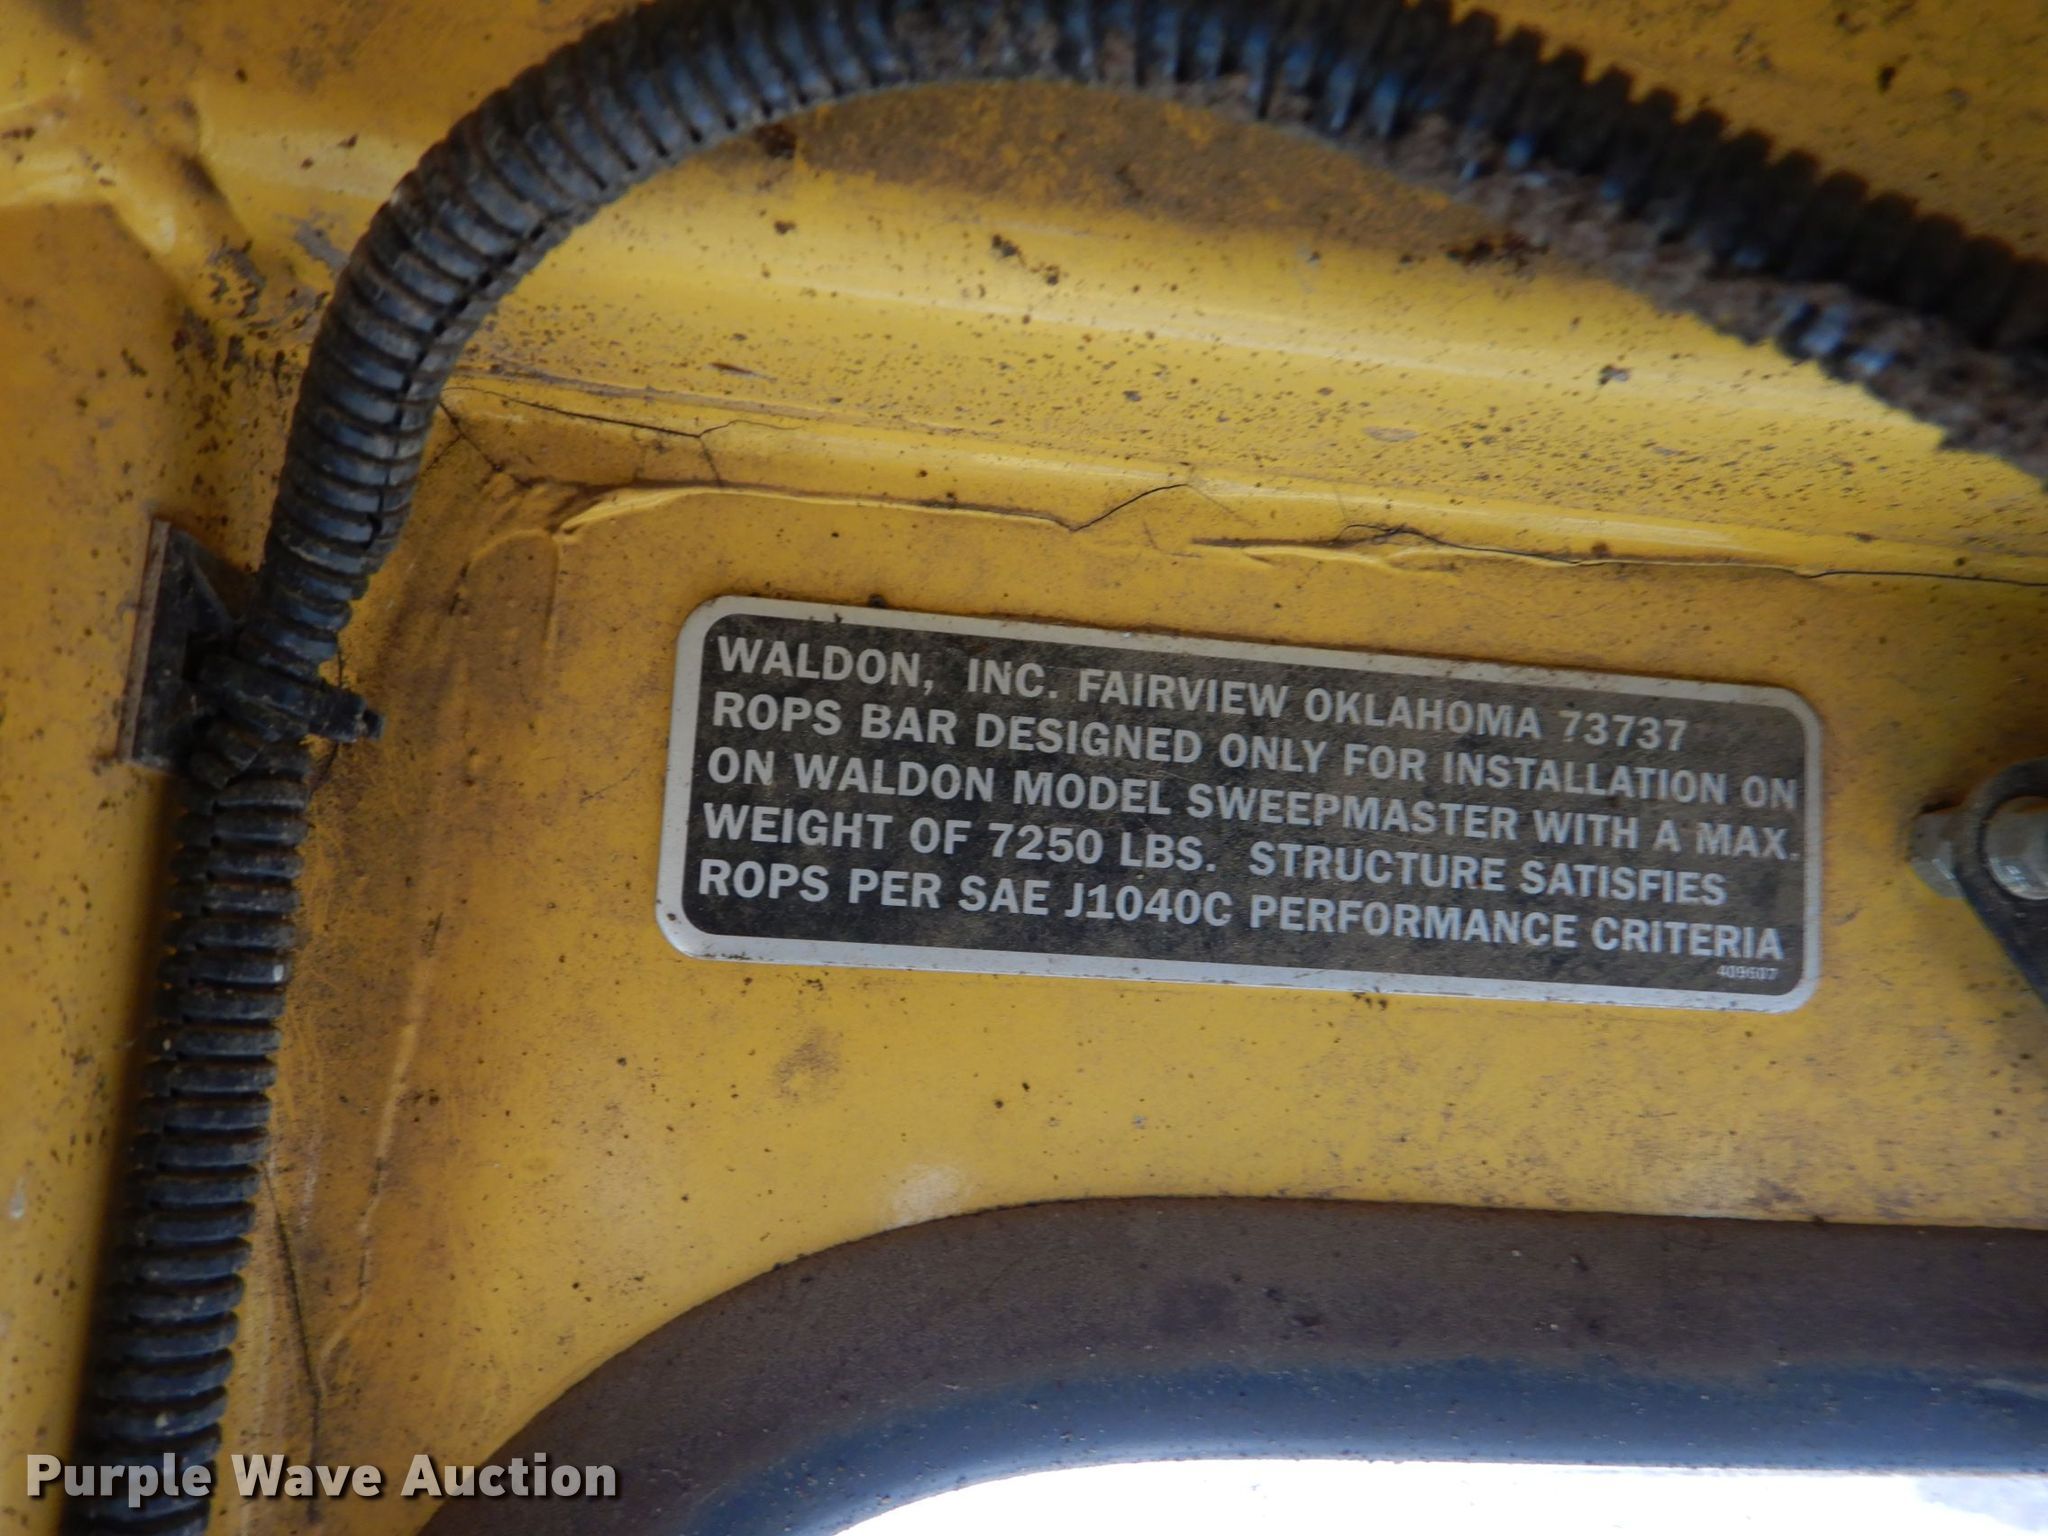 WALDON, INC. FAIRVIEW OKLAHOMA 73737
ROPS BAR DESIGNED ONLY FOR INSTALLATION ON
ON WALDON MODEL SWEEPMASTER WITH A MAX.
WEIGHT OF 7250 LBS. STRUCTURE SATISFIES
ROPS PER SAE J1040C PERFORMANCE CRITERIA
409607
Purple Wave Auction